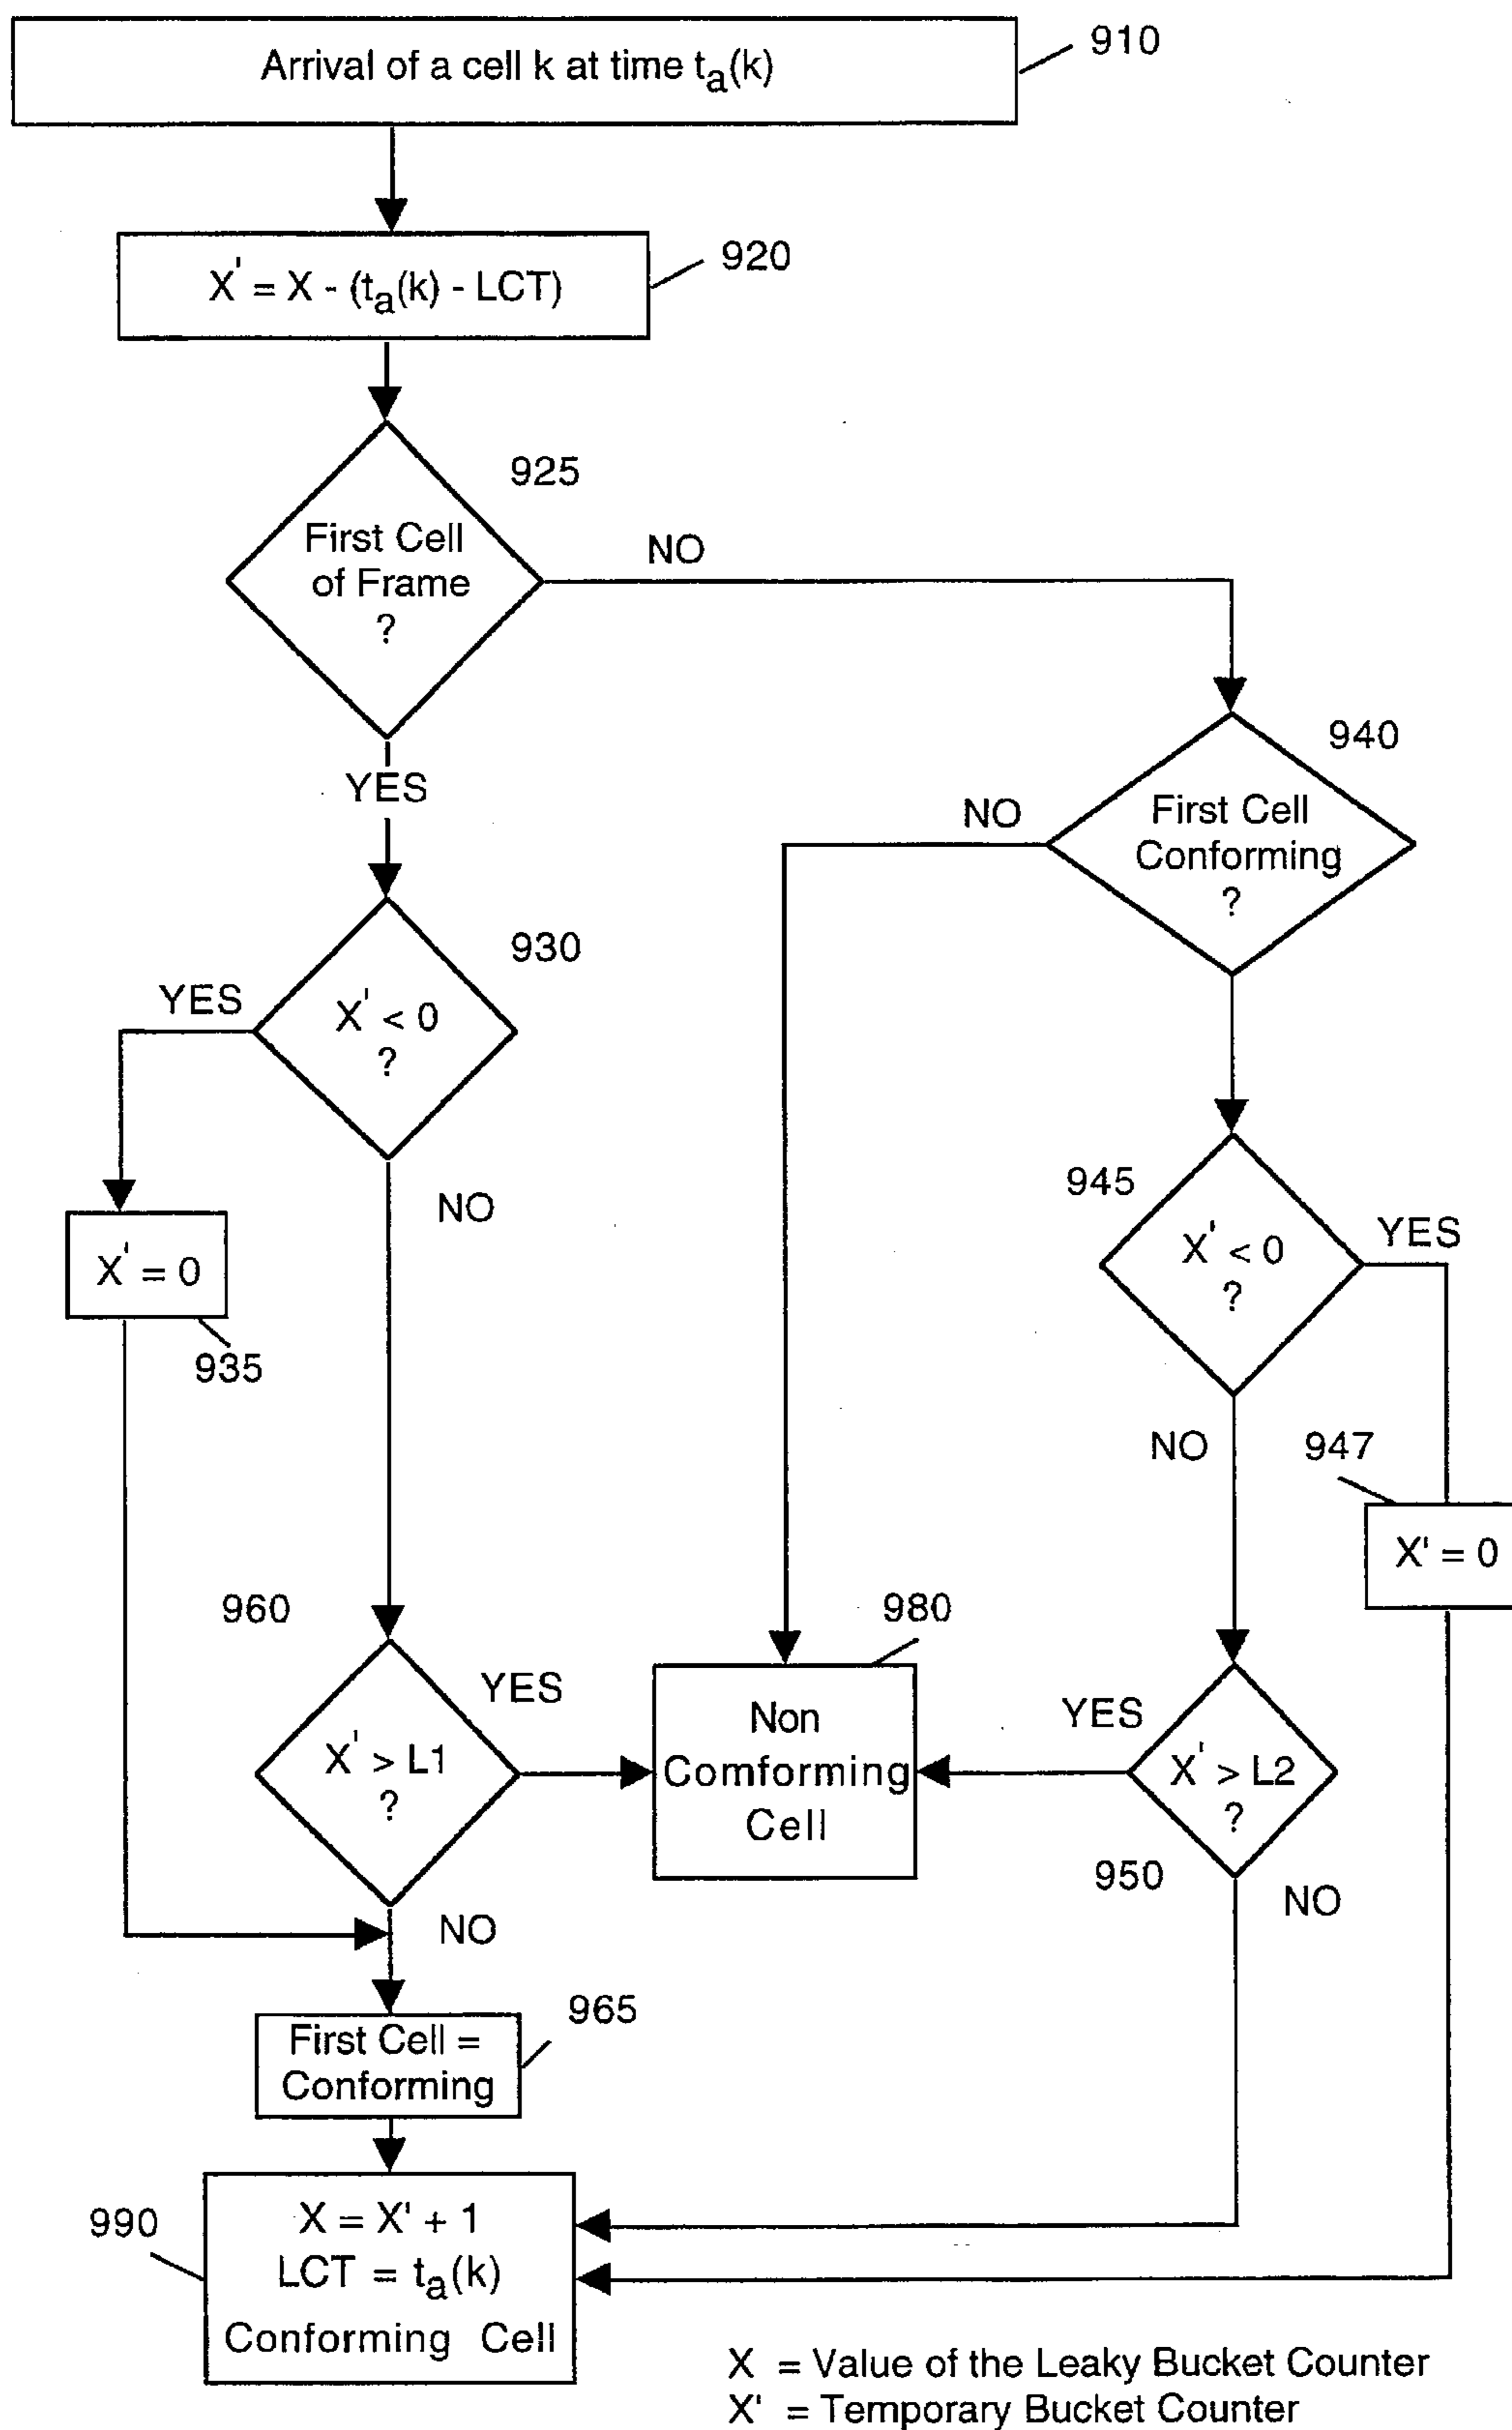 Arrival of a cell k at time ta(k)
910
X' = X - (ta(k) - LCT)
920
925
First Cell
of Frame
?
NO
YES
940
First Cell
Conforming
?
NO
930
X' < 0
?
YES
NO
X' = 0
935
945
X' < 0
?
YES
NO
947
X' = 0
960
X' > L1
?
YES
NO
980
Non
Comforming
Cell
YES
X' > L2
?
950
NO
965
First Cell =
Conforming
990
X = X' + 1
LCT = ta(k)
Conforming Cell
X = Value of the Leaky Bucket Counter
X' = Temporary Bucket Counter